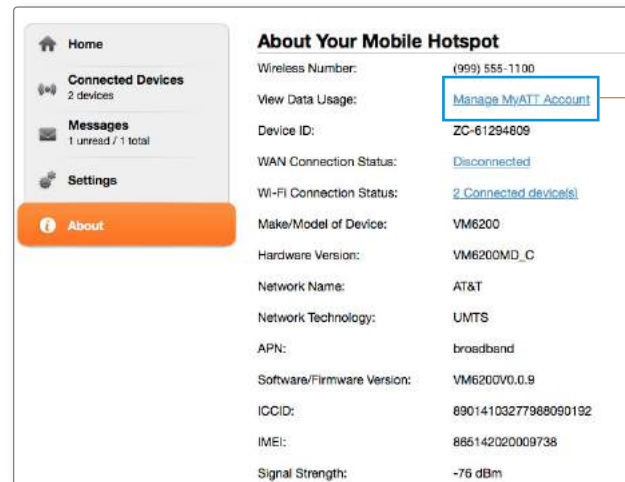 Home
Connected Devices
2 devices
Messages
1 unread / 1 total
Settings
About
About Your Mobile Hotspot
Wireless Number: (999) 555-1100
View Data Usage: Manage MyATT Account
Device ID: ZC-61294809
WAN Connection Status: Disconnected
Wi-Fi Connection Status: 2 Connected device(s)
Make/Model of Device: VM6200
Hardware Version: VM6200MD_C
Network Name: AT&T
Network Technology: UMTS
APN: broadband
Software/Firmware Version: VM6200V0.0.9
ICCID: 89014103277988090192
IMEI: 865142020009738
Signal Strength: -76 dBm